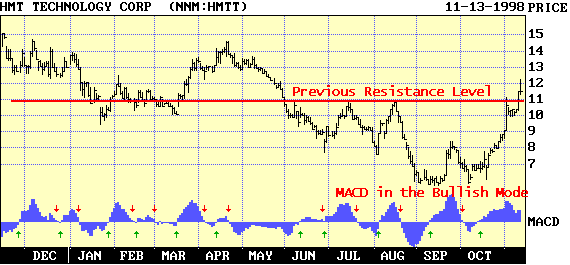 HMT TECHNOLOGY CORP (NNM:HMTT) 11-13-1998 PRICE
15
14
13
12
Previous Resistance Level
11
10
9
8
7
MACD in the Bullish Mode
MACD
DEC JAN FEB MAR APR MAY JUN JUL AUG SEP OCT